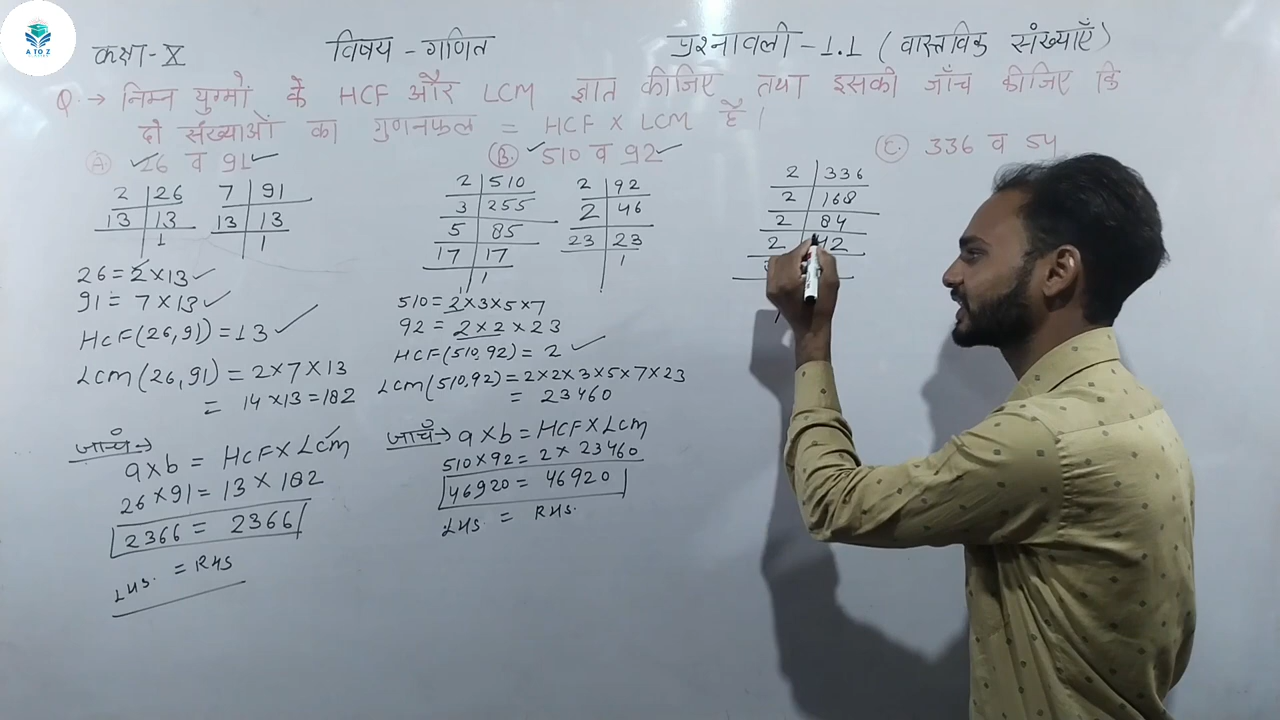 A TO Z
कक्षा-X विषय-गणित प्रश्नावली-1.1 (वास्तविक संख्याएँ)
Q.→ निम्न युग्मों के HCF और LCM ज्ञात कीजिए तथा इसकी जाँच कीजिए कि
दो संख्याओं का गुणनफल = HCF X LCM है।
(A) 26 व 91
2 26
13 13
1
7 91
13 13
1
26 = 2×13
91 = 7×13
HCF(26,91) = 13
LCM(26,91) = 2×7×13
= 14×13=182
जाँच→
a×b = HCF×LCM
26×91 = 13×182
2366 = 2366
LHS. = RHS
(B.) 510 व 92
2 510
3 255
5 85
17 17
1
2 92
2 46
23 23
1
510=2×3×5×7
92 = 2×2×23
HCF(510,92) = 2
LCM(510,92)=2×2×3×5×7×23
= 23460
जाँच→ a×b = HCF×LCM
510×92=2×23460
46920 = 46920
LHS = RHS.
(C.) 336 व 54
2 336
2 168
2 84
2 42